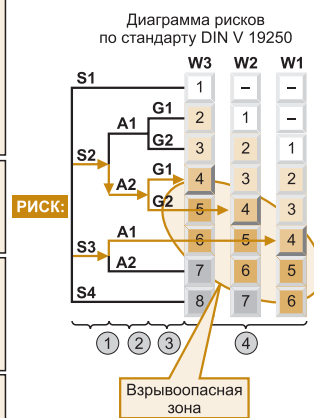 Диаграмма рисков
по стандарту DIN V 19250
W3 W2 W1
S1 1 – –
G1 2 1 –
A1
G2 3 2 1
S2
G1 4 3 2
A2
РИСК: G2 5 4 3
A1 6 5 4
S3
A2 7 6 5
S4 8 7 6
1 2 3 4
Взрывоопасная
зона